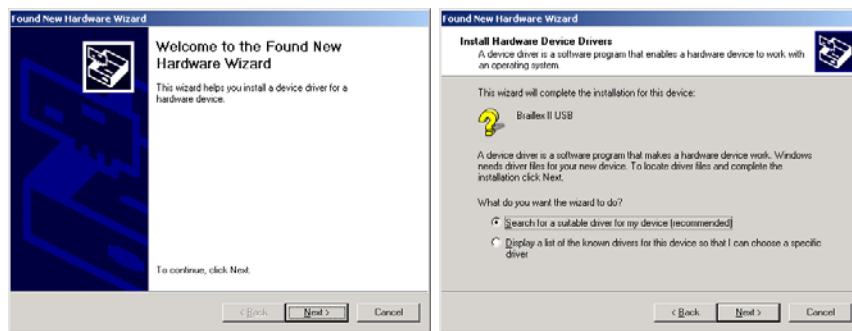 Found New Hardware Wizard
Welcome to the Found New
Hardware Wizard
This wizard helps you install a device driver for a
hardware device.
To continue, click Next.
< Back
Next >
Cancel
Found New Hardware Wizard
Install Hardware Device Drivers
A device driver is a software program that enables a hardware device to work with
an operating system.
This wizard will complete the installation for this device:
Braillex II USB
A device driver is a software program that makes a hardware device work. Windows
needs driver files for your new device. To locate driver files and complete the
installation click Next.
What do you want the wizard to do?
Search for a suitable driver for my device (recommended)
Display a list of the known drivers for this device so that I can choose a specific
driver
< Back
Next >
Cancel